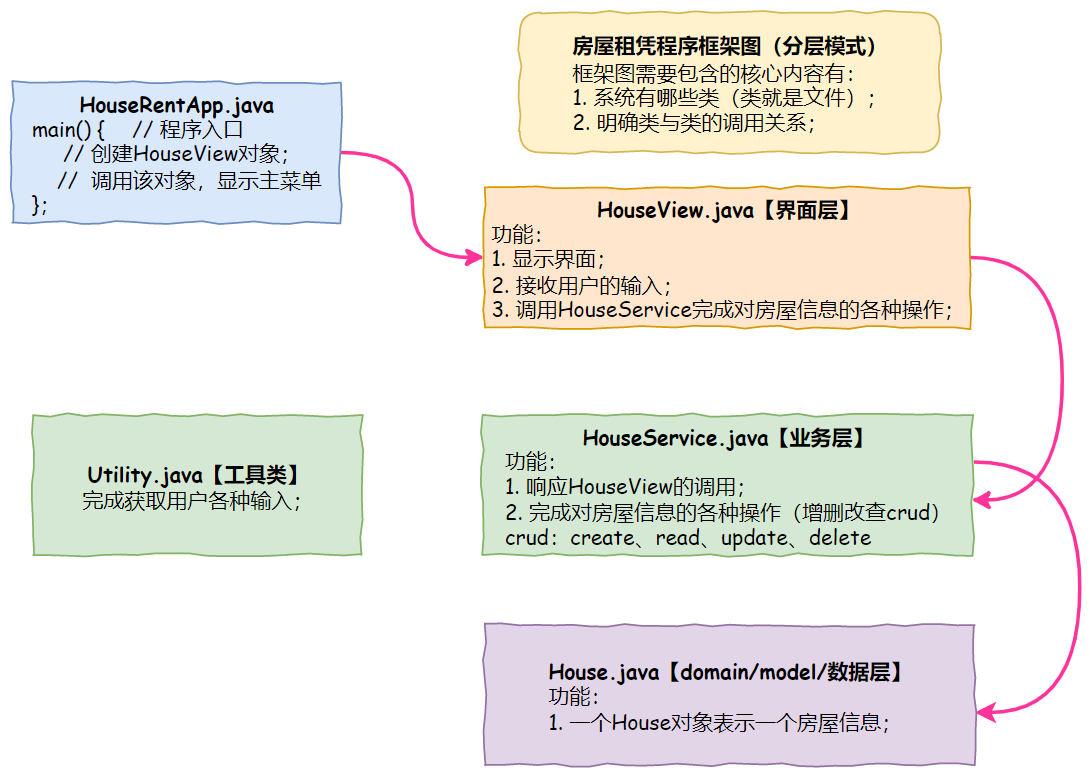 房屋租凭程序框架图（分层模式）
框架图需要包含的核心内容有：
1. 系统有哪些类（类就是文件）；
2. 明确类与类的调用关系；
HouseRentApp.java
main() { // 程序入口
// 创建HouseView对象；
// 调用该对象，显示主菜单
};
HouseView.java【界面层】
功能：
1. 显示界面；
2. 接收用户的输入；
3. 调用HouseService完成对房屋信息的各种操作；
Utility.java【工具类】
完成获取用户各种输入；
HouseService.java【业务层】
功能：
1. 响应HouseView的调用；
2. 完成对房屋信息的各种操作（增删改查crud）
crud：create、read、update、delete
House.java【domain/model/数据层】
功能：
1. 一个House对象表示一个房屋信息；